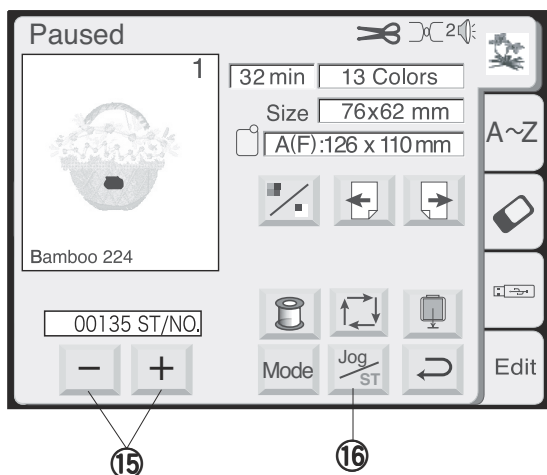 Paused
2
1
32 min 13 Colors
Size 76x62 mm
A(F):126 x 110 mm
A~Z
Bamboo 224
00135 ST/NO.
− +
Mode Jog ST
Edit
⑮ ⑯